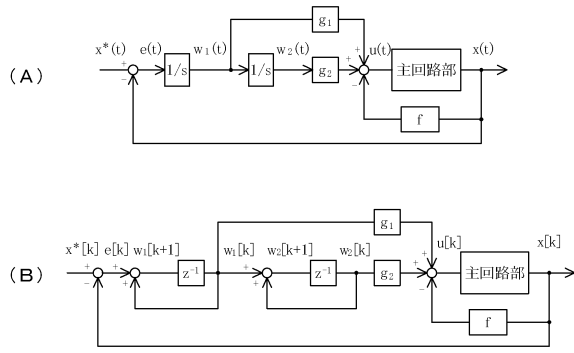 (A)
x*(t)
e(t)
w₁(t)
w₂(t)
u(t)
x(t)
+
−
1/s
1/s
g₁
g₂
+
+
−
主回路部
f
(B)
x*[k]
e[k]
w₁[k+1]
w₁[k]
w₂[k+1]
w₂[k]
u[k]
x[k]
+
−
+
+
z⁻¹
+
+
z⁻¹
g₁
g₂
+
+
−
主回路部
f